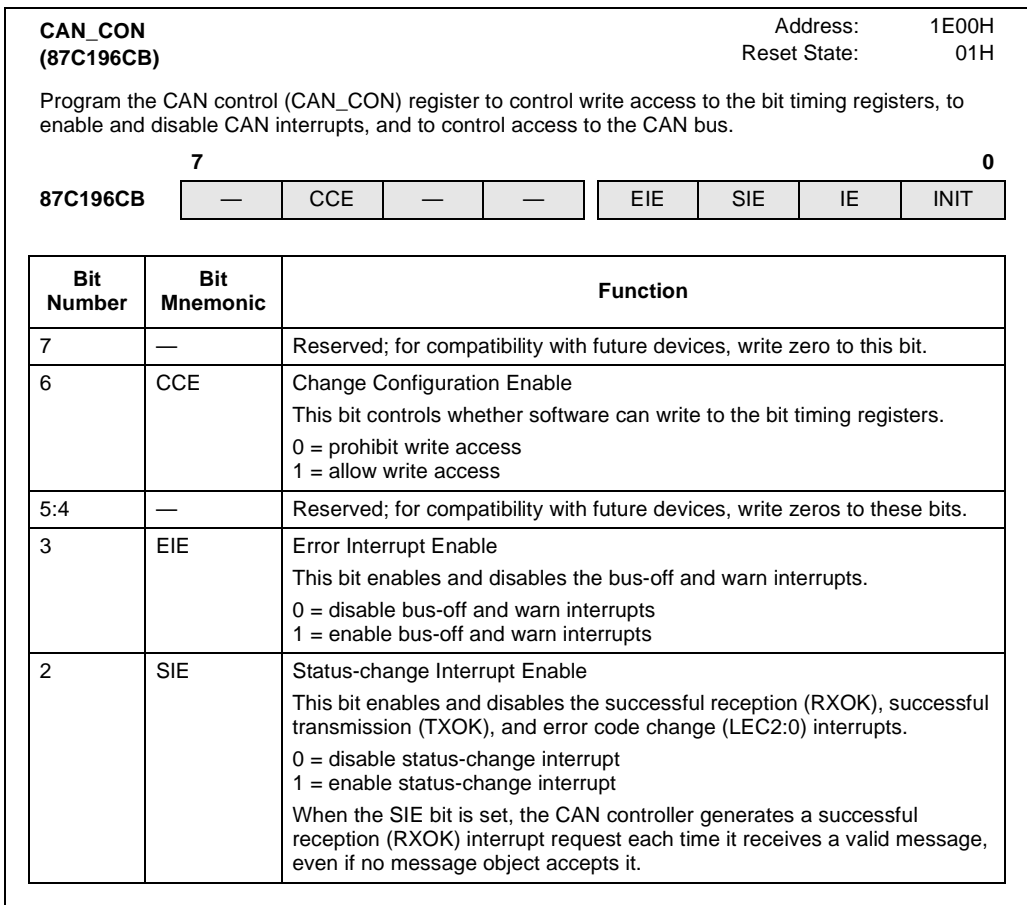 CAN_CON
(87C196CB)
Address: 1E00H
Reset State: 01H
Program the CAN control (CAN_CON) register to control write access to the bit timing registers, to
enable and disable CAN interrupts, and to control access to the CAN bus.
7 0
87C196CB — CCE — — EIE SIE IE INIT
Bit Number Bit Mnemonic Function
7 — Reserved; for compatibility with future devices, write zero to this bit.
6 CCE Change Configuration Enable
This bit controls whether software can write to the bit timing registers.
0 = prohibit write access
1 = allow write access
5:4 — Reserved; for compatibility with future devices, write zeros to these bits.
3 EIE Error Interrupt Enable
This bit enables and disables the bus-off and warn interrupts.
0 = disable bus-off and warn interrupts
1 = enable bus-off and warn interrupts
2 SIE Status-change Interrupt Enable
This bit enables and disables the successful reception (RXOK), successful
transmission (TXOK), and error code change (LEC2:0) interrupts.
0 = disable status-change interrupt
1 = enable status-change interrupt
When the SIE bit is set, the CAN controller generates a successful
reception (RXOK) interrupt request each time it receives a valid message,
even if no message object accepts it.